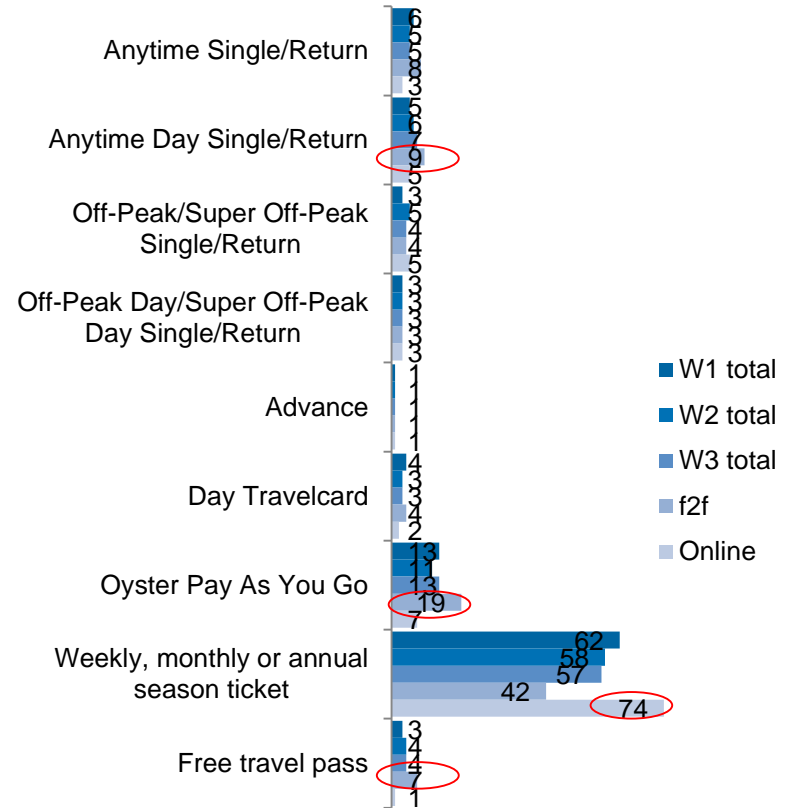 Anytime Single/Return
6
5
5
8
3
Anytime Day Single/Return
5
6
7
9
5
Off-Peak/Super Off-Peak
Single/Return
3
5
4
4
5
Off-Peak Day/Super Off-Peak
Day Single/Return
3
3
3
3
3
Advance
1
1
1
1
1
Day Travelcard
4
3
3
4
2
Oyster Pay As You Go
13
11
13
19
7
Weekly, monthly or annual
season ticket
62
58
57
42
74
Free travel pass
3
4
4
7
1
W1 total
W2 total
W3 total
f2f
Online